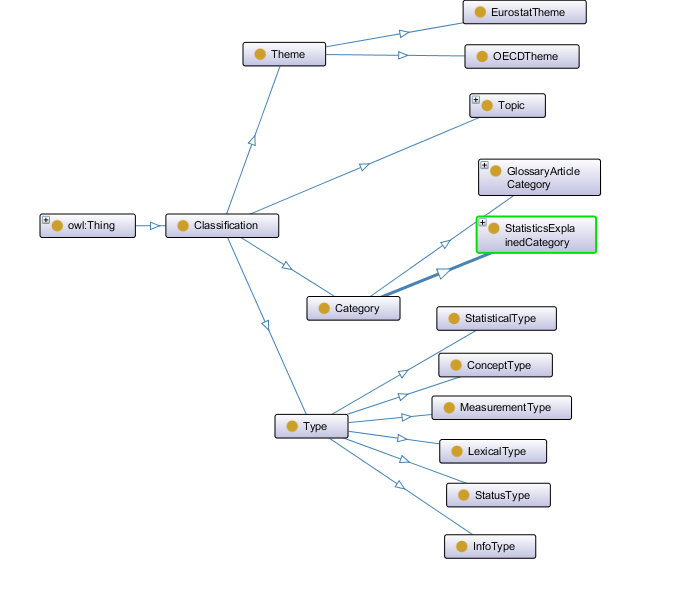 EurostatTheme
Theme
OECDTheme
Topic
GlossaryArticle
Category
owl:Thing
Classification
StatisticsExpla
inedCategory
Category
StatisticalType
ConceptType
MeasurementType
Type
LexicalType
StatusType
InfoType